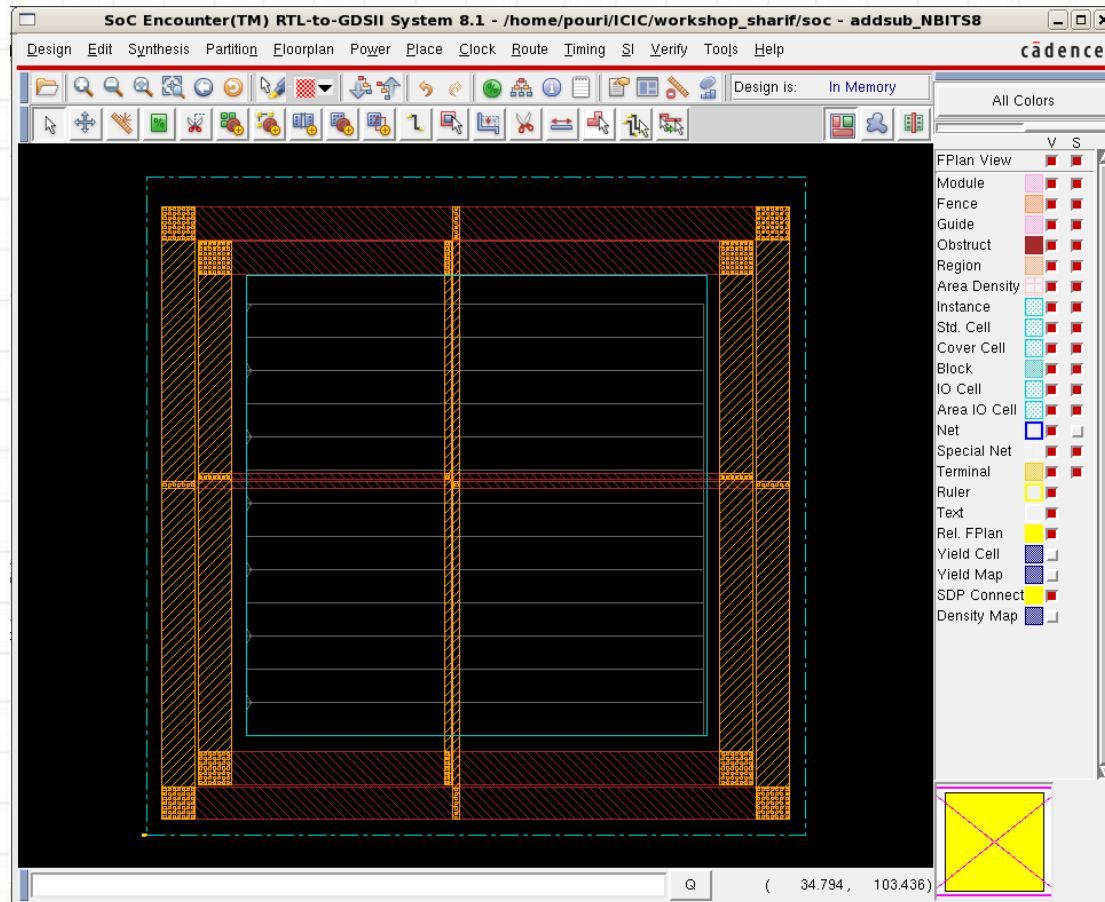 SoC Encounter(TM) RTL-to-GDSII System 8.1 - /home/pouri/ICIC/workshop_sharif/soc - addsub_NBITS8
Design Edit Synthesis Partition Floorplan Power Place Clock Route Timing SI Verify Tools Help
cādence
Design is: In Memory
All Colors
V S
FPlan View
Module
Fence
Guide
Obstruct
Region
Area Density
Instance
Std. Cell
Cover Cell
Block
IO Cell
Area IO Cell
Net
Special Net
Terminal
Ruler
Text
Rel. FPlan
Yield Cell
Yield Map
SDP Connect
Density Map
Q ( 34.794 , 103.436)